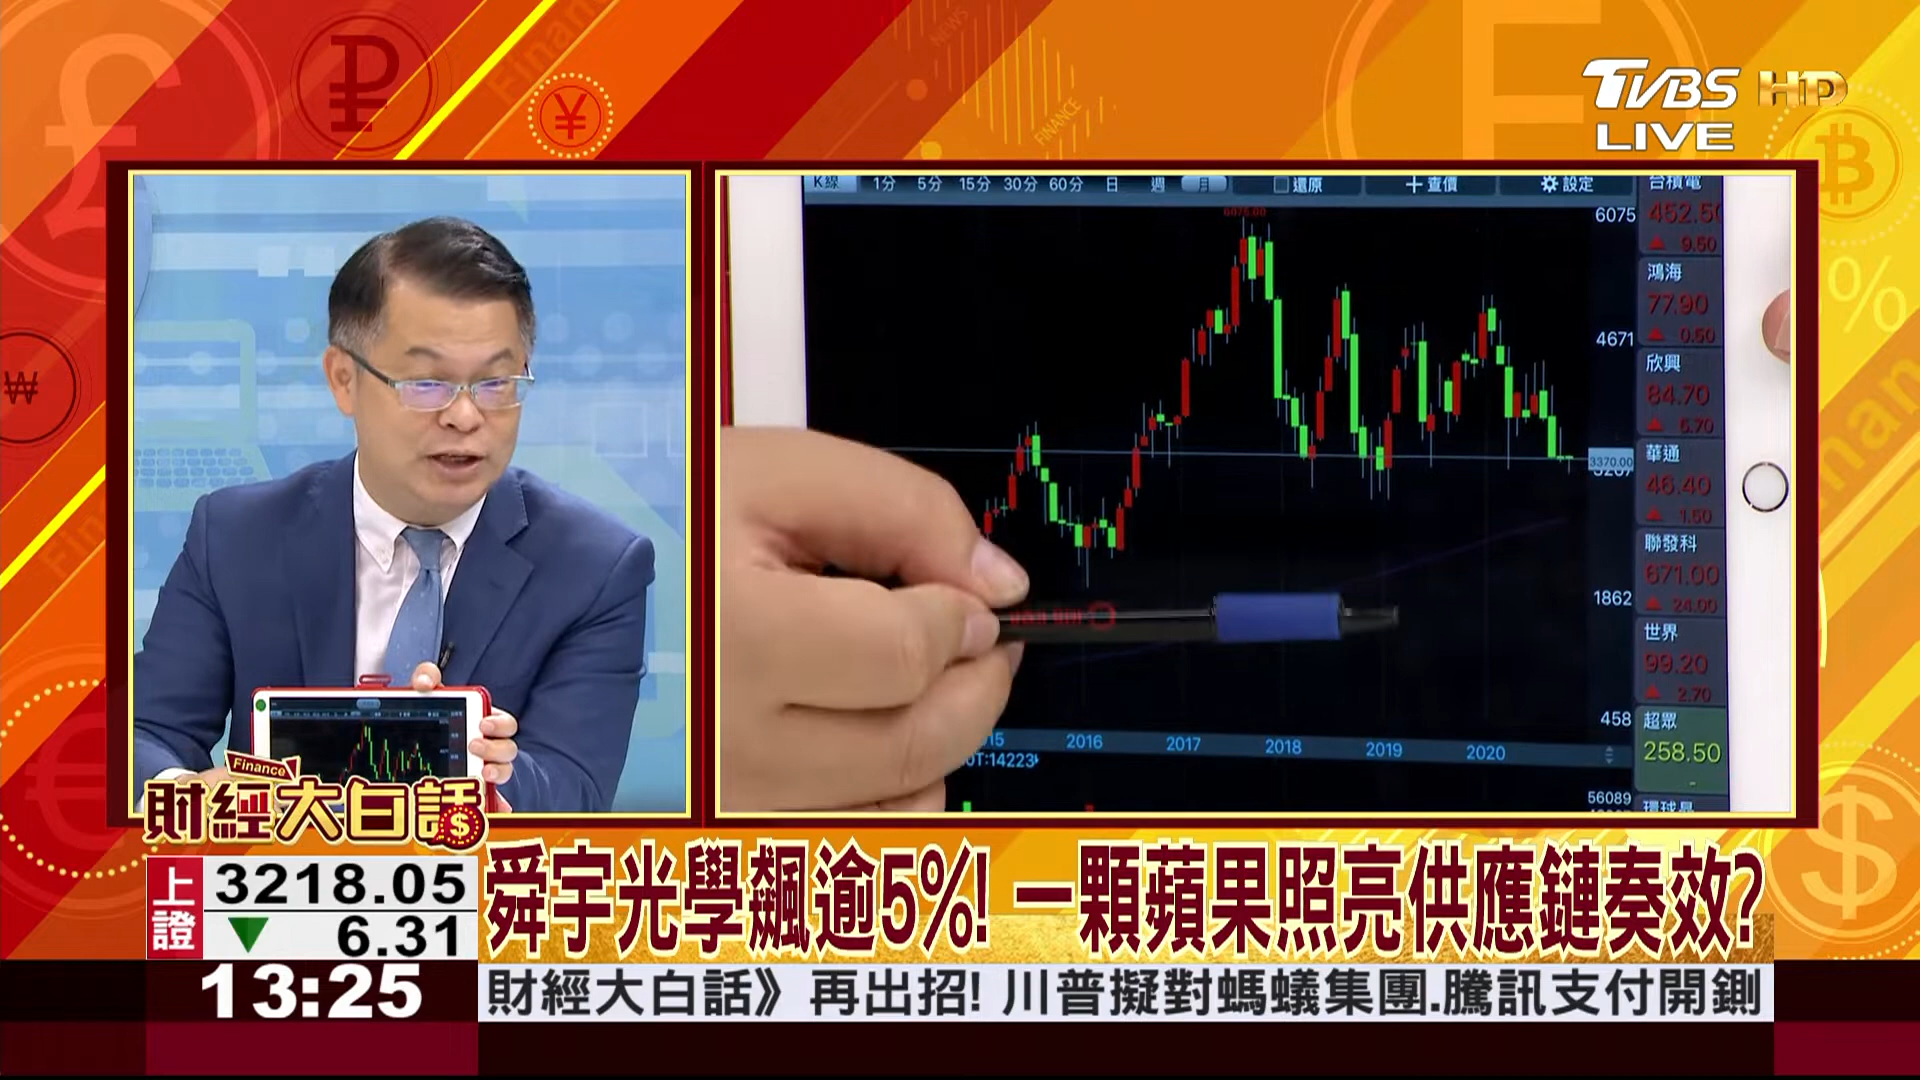 TVBS HD
LIVE
FINANCE
K線 1分 5分 15分 30分 60分 日 週 月 還原 查價 設定
6075.00
6075
4671
3370.00
1862
458
2016 2017 2018 2019 2020
56089
台積電
452.50
9.50
鴻海
77.90
0.50
欣興
84.70
5.70
華通
46.40
1.50
聯發科
671.00
24.00
世界
99.20
2.70
超眾
258.50
Finance
財經大白話
上證
3218.05
6.31
13:25
舜宇光學飆逾5%! 一顆蘋果照亮供應鏈奏效?
財經大白話》再出招! 川普擬對螞蟻集團.騰訊支付開鍘